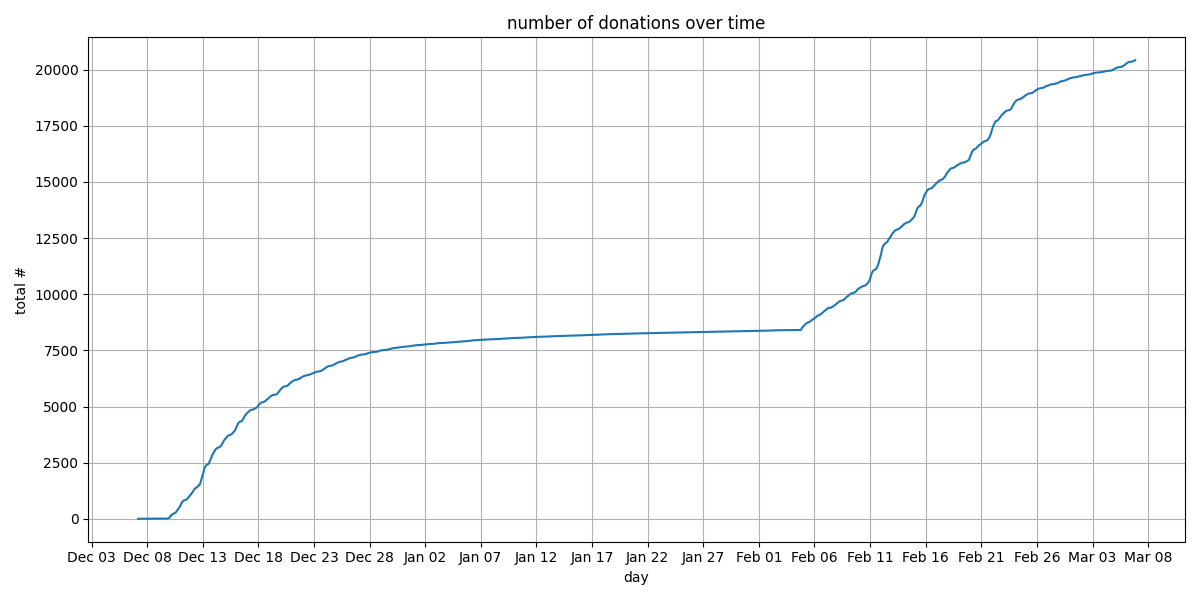 number of donations over time
total #
20000
17500
15000
12500
10000
7500
5000
2500
0
Dec 03 Dec 08 Dec 13 Dec 18 Dec 23 Dec 28 Jan 02 Jan 07 Jan 12 Jan 17 Jan 22 Jan 27 Feb 01 Feb 06 Feb 11 Feb 16 Feb 21 Feb 26 Mar 03 Mar 08
day